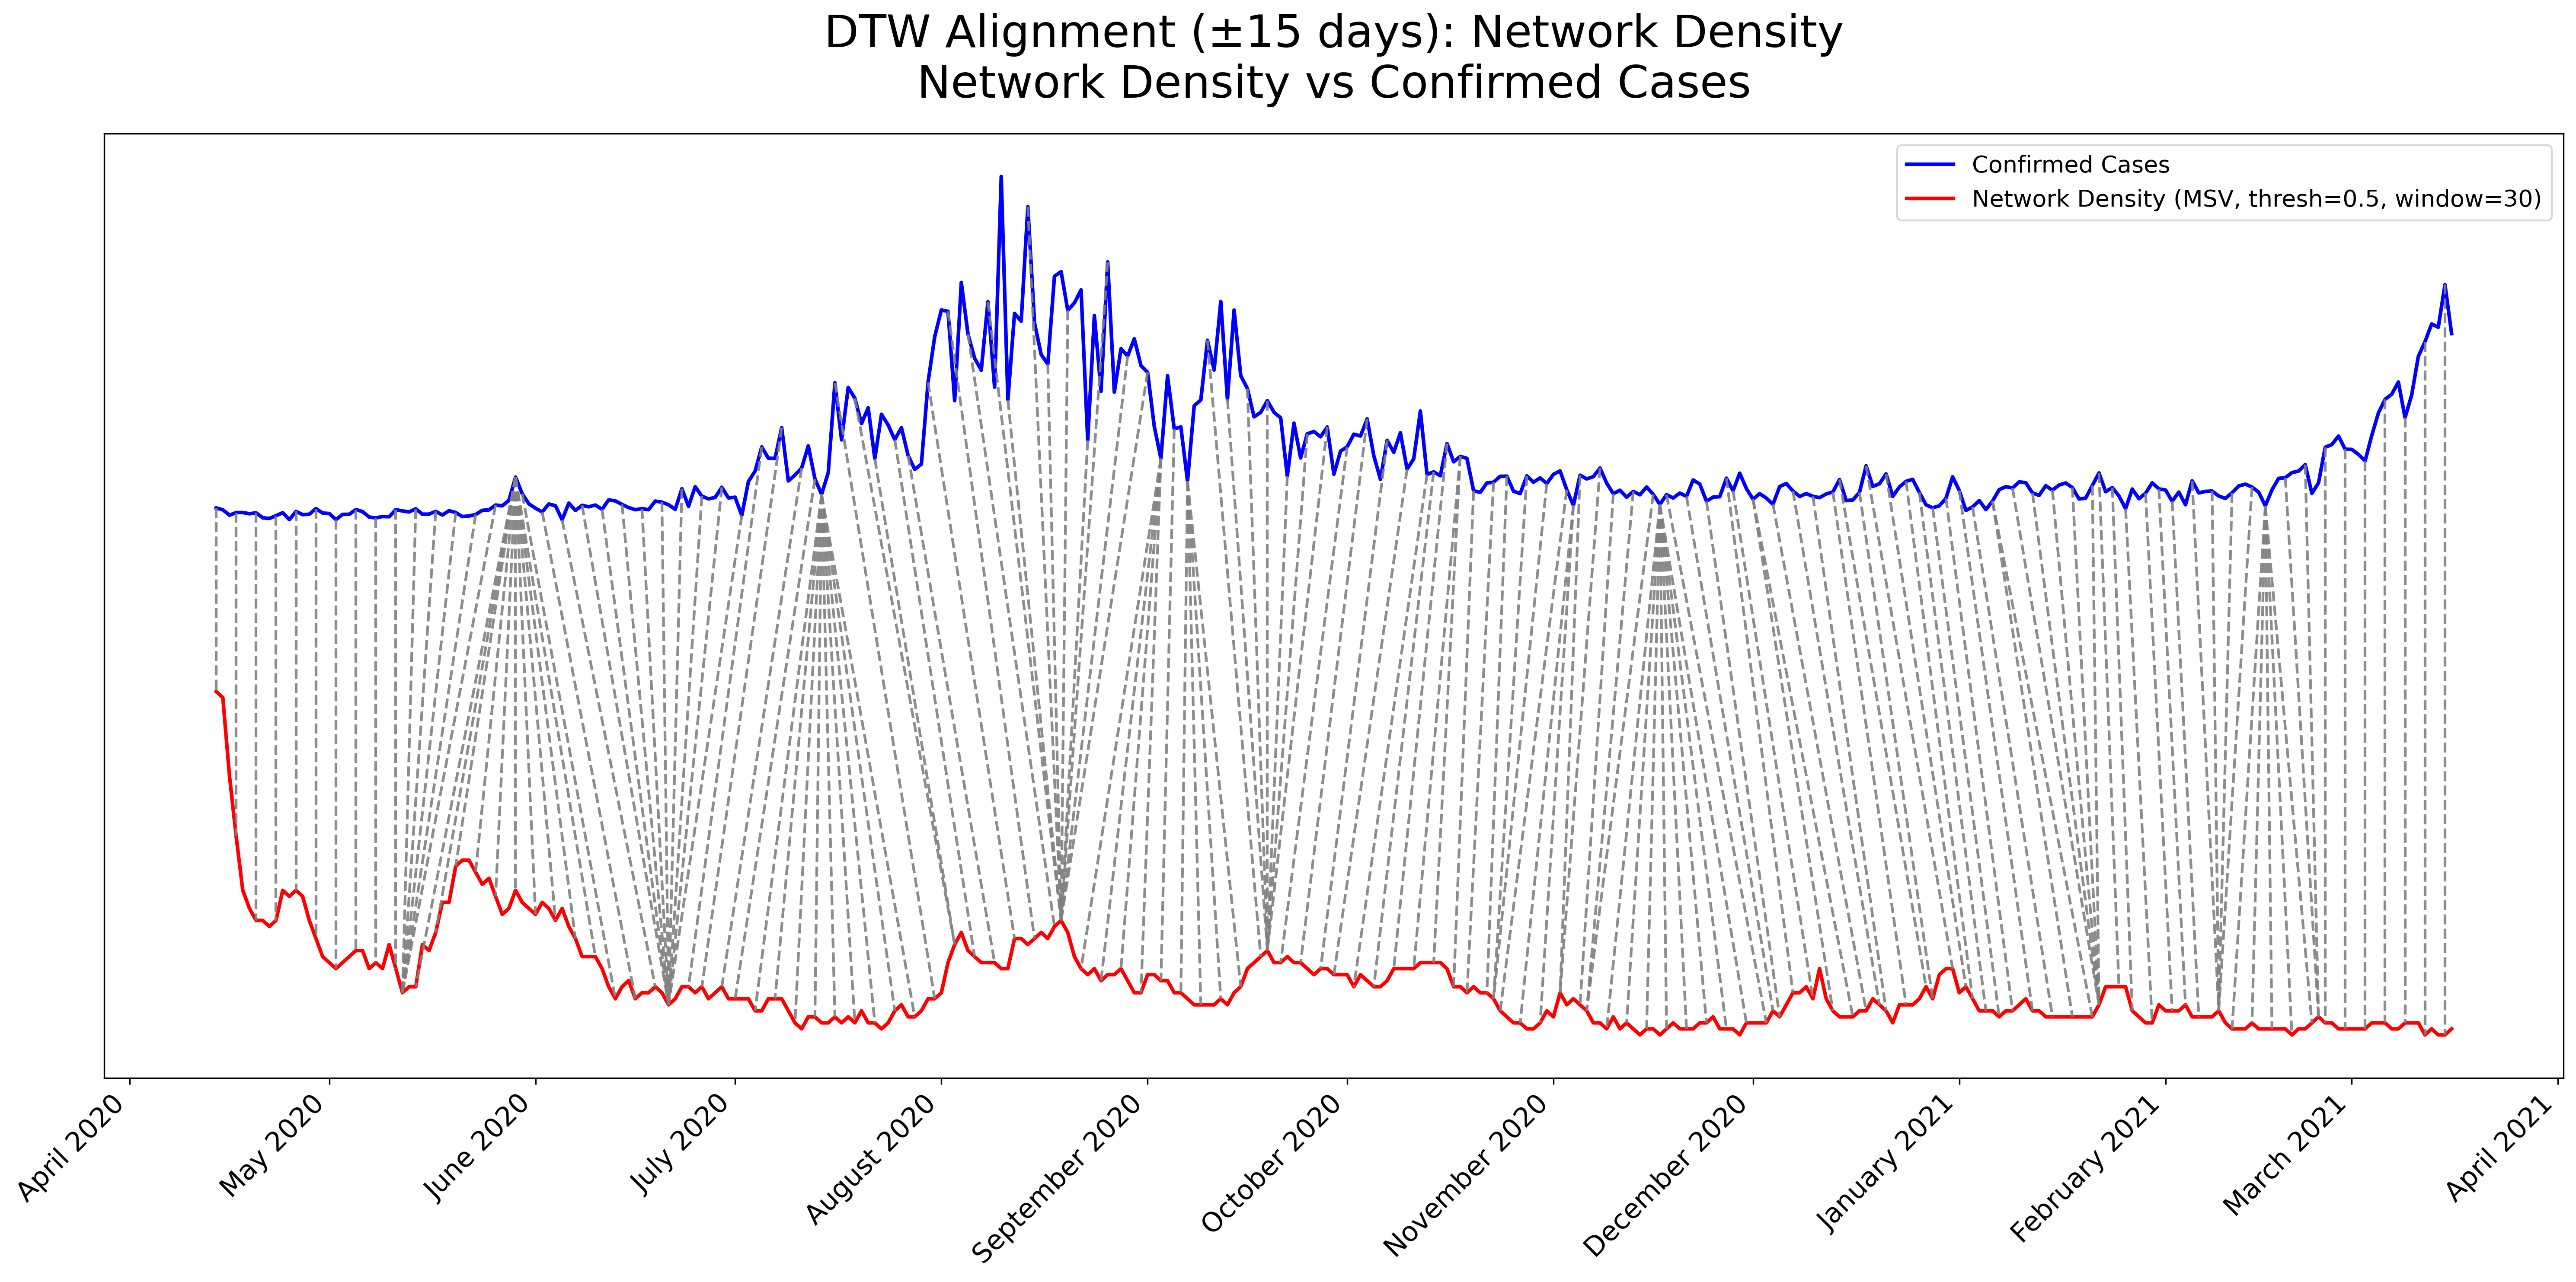 DTW Alignment (±15 days): Network Density
Network Density vs Confirmed Cases
Confirmed Cases
Network Density (MSV, thresh=0.5, window=30)
April 2020
May 2020
June 2020
July 2020
August 2020
September 2020
October 2020
November 2020
December 2020
January 2021
February 2021
March 2021
April 2021